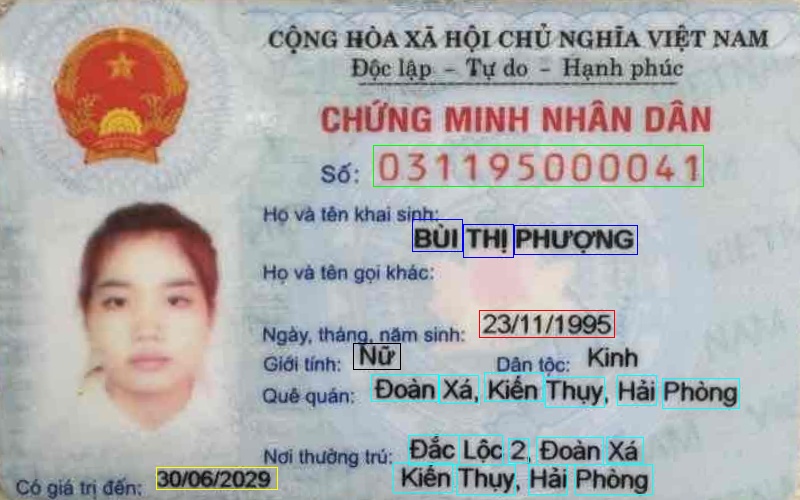 CỘNG HÒA XÃ HỘI CHỦ NGHĨA VIỆT NAM
Độc lập - Tự do - Hạnh phúc
CHỨNG MINH NHÂN DÂN
Số: 031195000041
Họ và tên khai sinh:
BÙI THỊ PHƯỢNG
Họ và tên gọi khác:
Ngày, tháng, năm sinh: 23/11/1995
Giới tính: Nữ Dân tộc: Kinh
Quê quán: Đoàn Xá, Kiến Thụy, Hải Phòng
Nơi thường trú: Đắc Lộc 2, Đoàn Xá
Kiến Thụy, Hải Phòng
Có giá trị đến: 30/06/2029